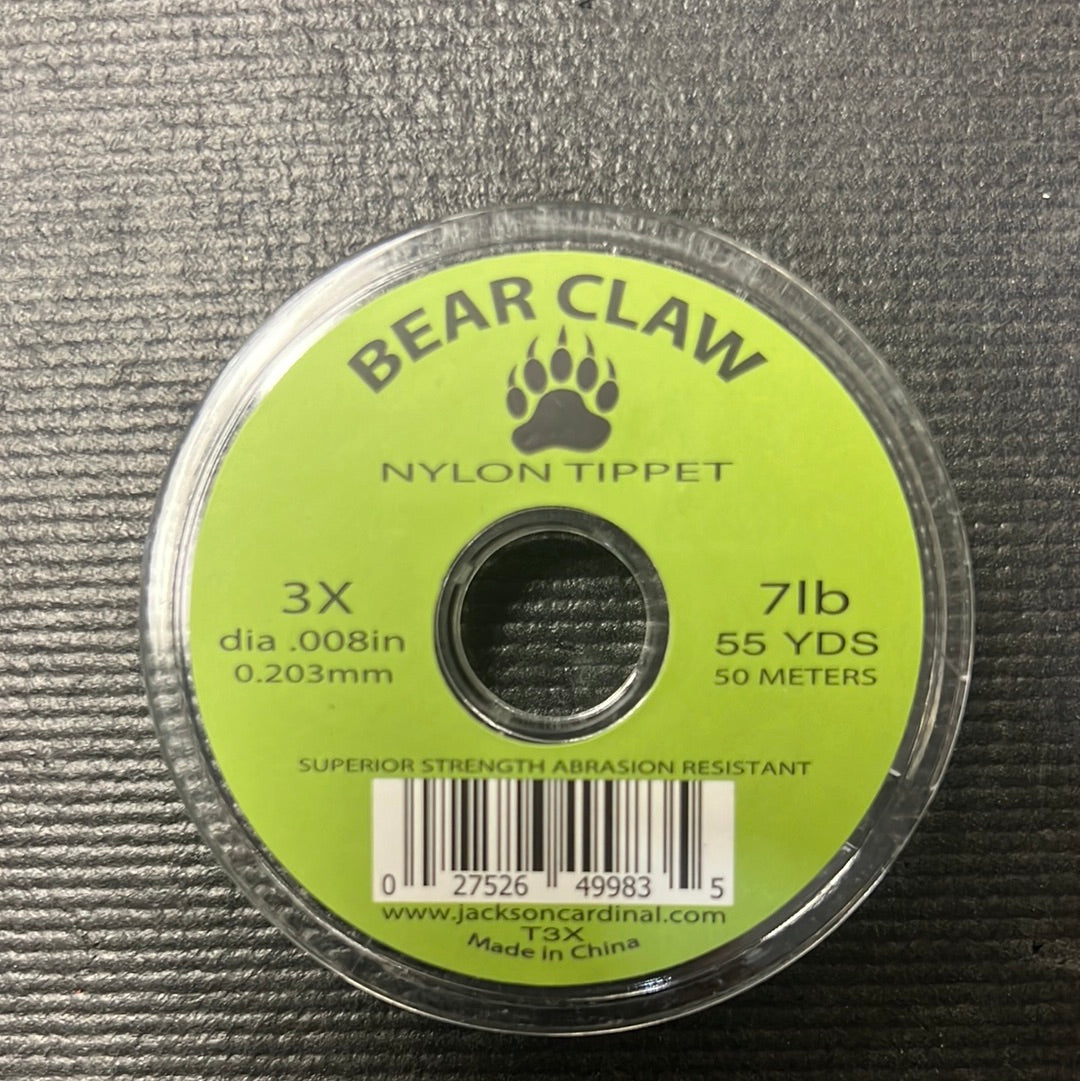 BEAR CLAW
NYLON TIPPET
3X
dia .008in
0.203mm
7lb
55 YDS
50 METERS
SUPERIOR STRENGTH ABRASION RESISTANT
0 27526 49983 5
www.jacksoncardinal.com
T3X
Made in China